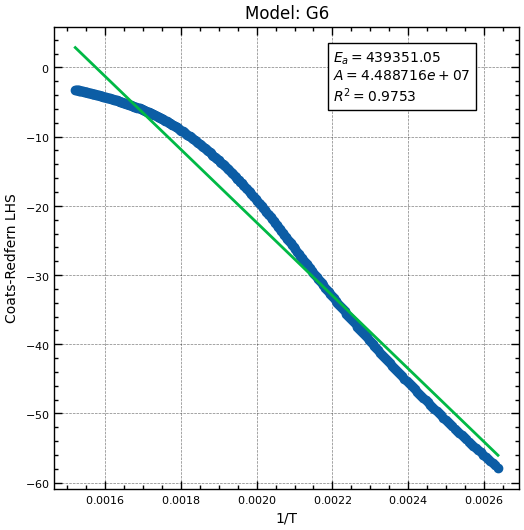 Model: G6
E_a = 439351.05
A = 4.488716e + 07
R^2 = 0.9753
Coats-Redfern LHS
0
−10
−20
−30
−40
−50
−60
0.0016 0.0018 0.0020 0.0022 0.0024 0.0026
1/T